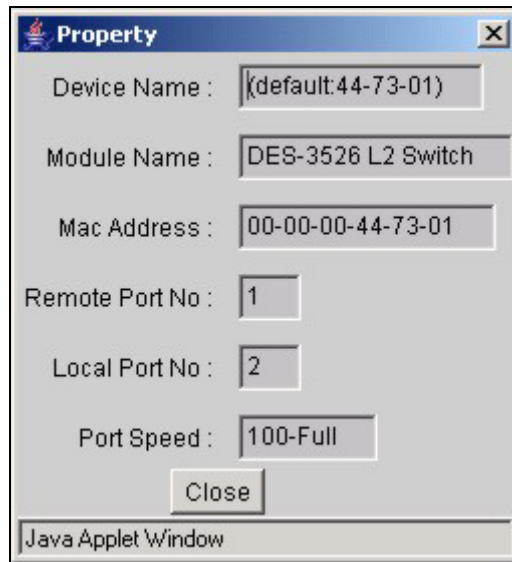 Property
Device Name : (default:44-73-01)
Module Name : DES-3526 L2 Switch
Mac Address : 00-00-00-44-73-01
Remote Port No : 1
Local Port No : 2
Port Speed : 100-Full
Close
Java Applet Window